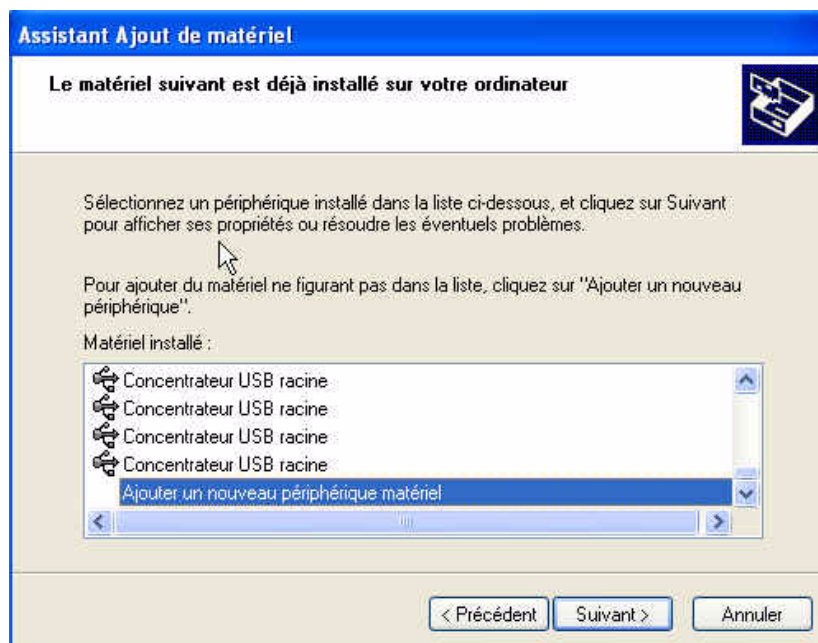 Assistant Ajout de matériel
Le matériel suivant est déjà installé sur votre ordinateur
Sélectionnez un périphérique installé dans la liste ci-dessous, et cliquez sur Suivant
pour afficher ses propriétés ou résoudre les éventuels problèmes.
Pour ajouter du matériel ne figurant pas dans la liste, cliquez sur "Ajouter un nouveau
périphérique".
Matériel installé :
Concentrateur USB racine
Concentrateur USB racine
Concentrateur USB racine
Concentrateur USB racine
Ajouter un nouveau périphérique matériel
< Précédent Suivant > Annuler